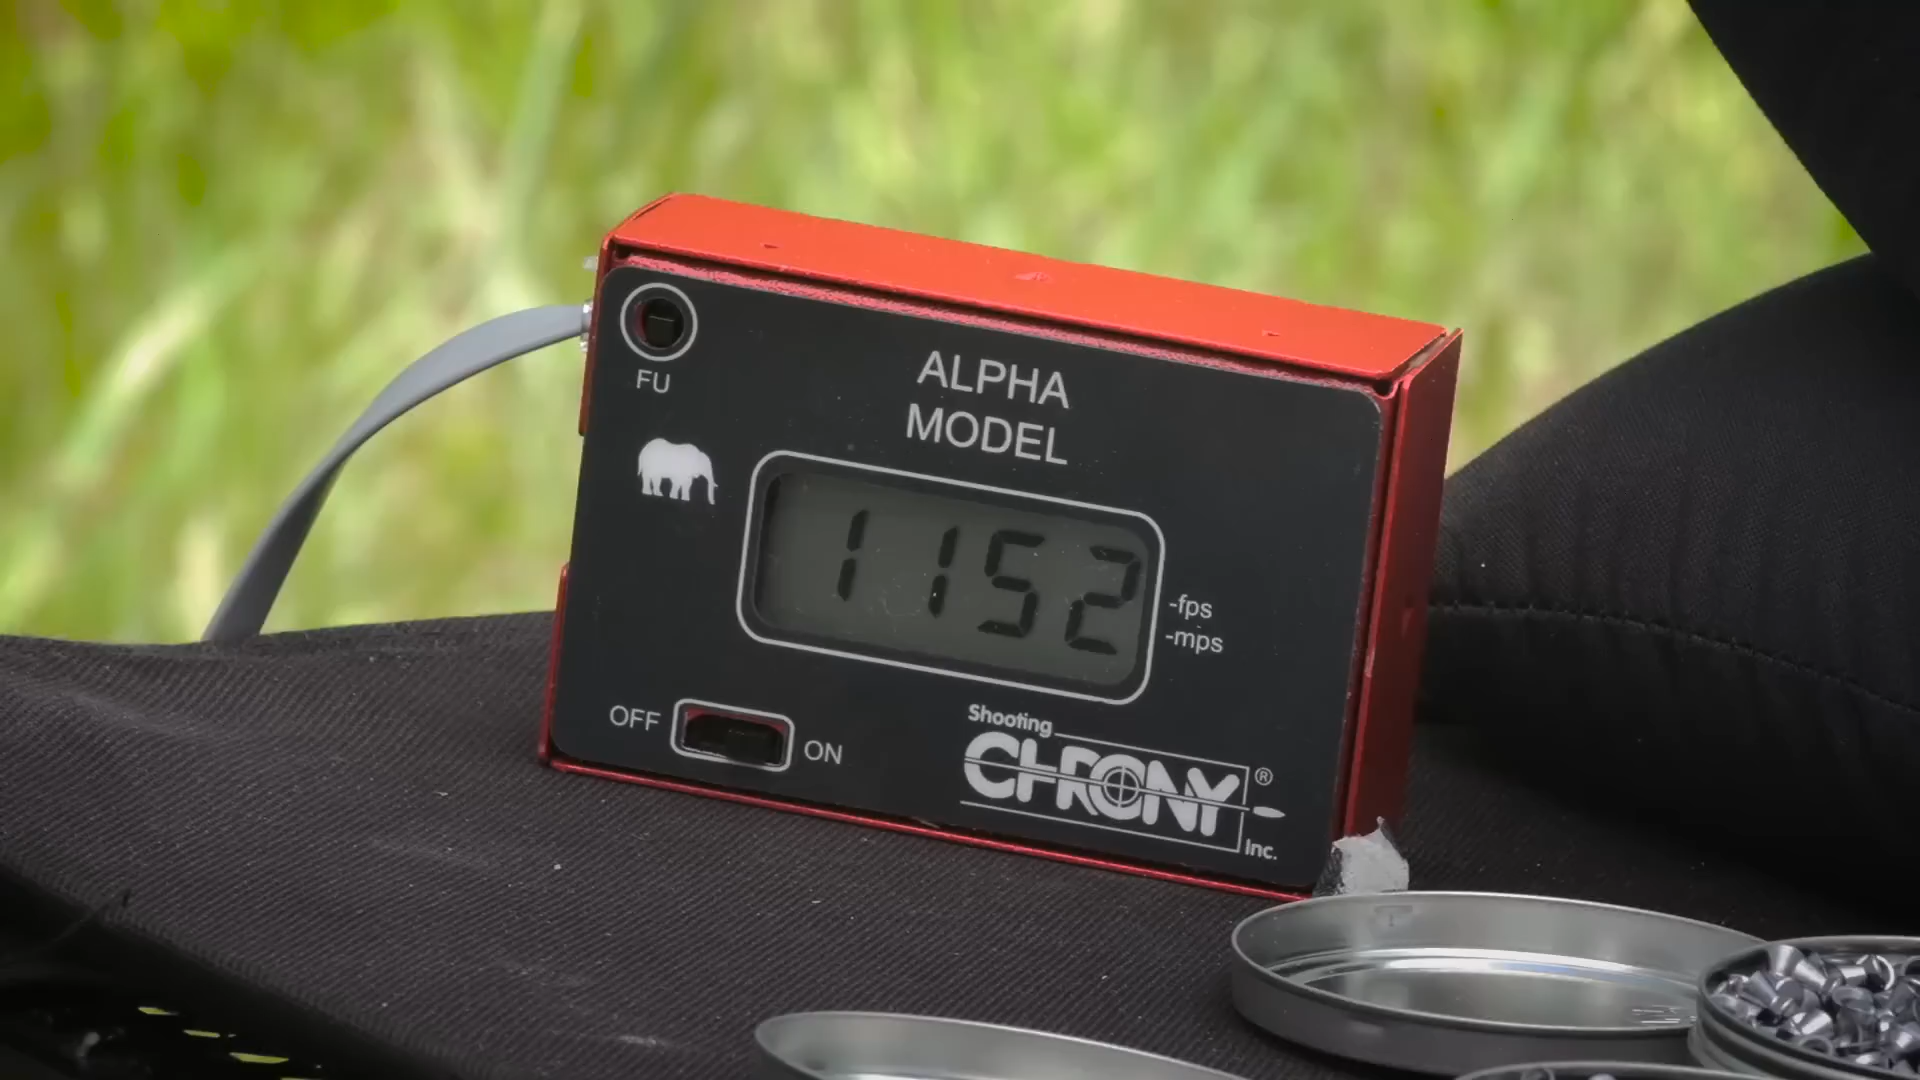 FU
ALPHA
MODEL
1152
-fps
-mps
OFF
ON
Shooting
CHRONY®
Inc.